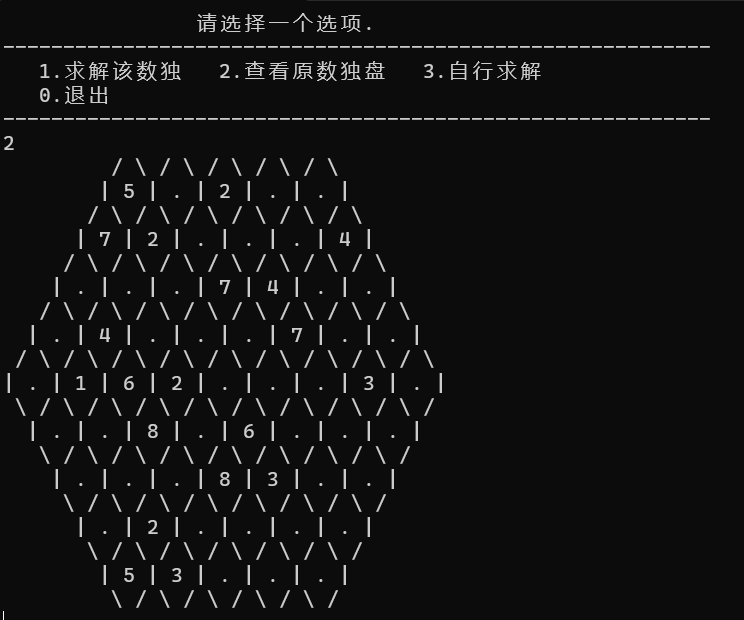 请选择一个选项.
-----------------------------------------------------------
   1.求解该数独   2.查看原数独盘   3.自行求解
   0.退出
-----------------------------------------------------------
2
         / \ / \ / \ / \ / \
        | 5 | . | 2 | . | . |
       / \ / \ / \ / \ / \ / \
      | 7 | 2 | . | . | . | 4 |
     / \ / \ / \ / \ / \ / \ / \
    | . | . | . | 7 | 4 | . | . |
   / \ / \ / \ / \ / \ / \ / \ / \
  | . | 4 | . | . | . | 7 | . | . |
 / \ / \ / \ / \ / \ / \ / \ / \ / \
| . | 1 | 6 | 2 | . | . | . | 3 | . |
 \ / \ / \ / \ / \ / \ / \ / \ / \ /
  | . | . | 8 | . | 6 | . | . | . |
   \ / \ / \ / \ / \ / \ / \ / \ /
    | . | . | . | 8 | 3 | . | . |
     \ / \ / \ / \ / \ / \ / \ /
      | . | 2 | . | . | . | . |
       \ / \ / \ / \ / \ / \ /
        | 5 | 3 | . | . | . |
         \ / \ / \ / \ / \ /